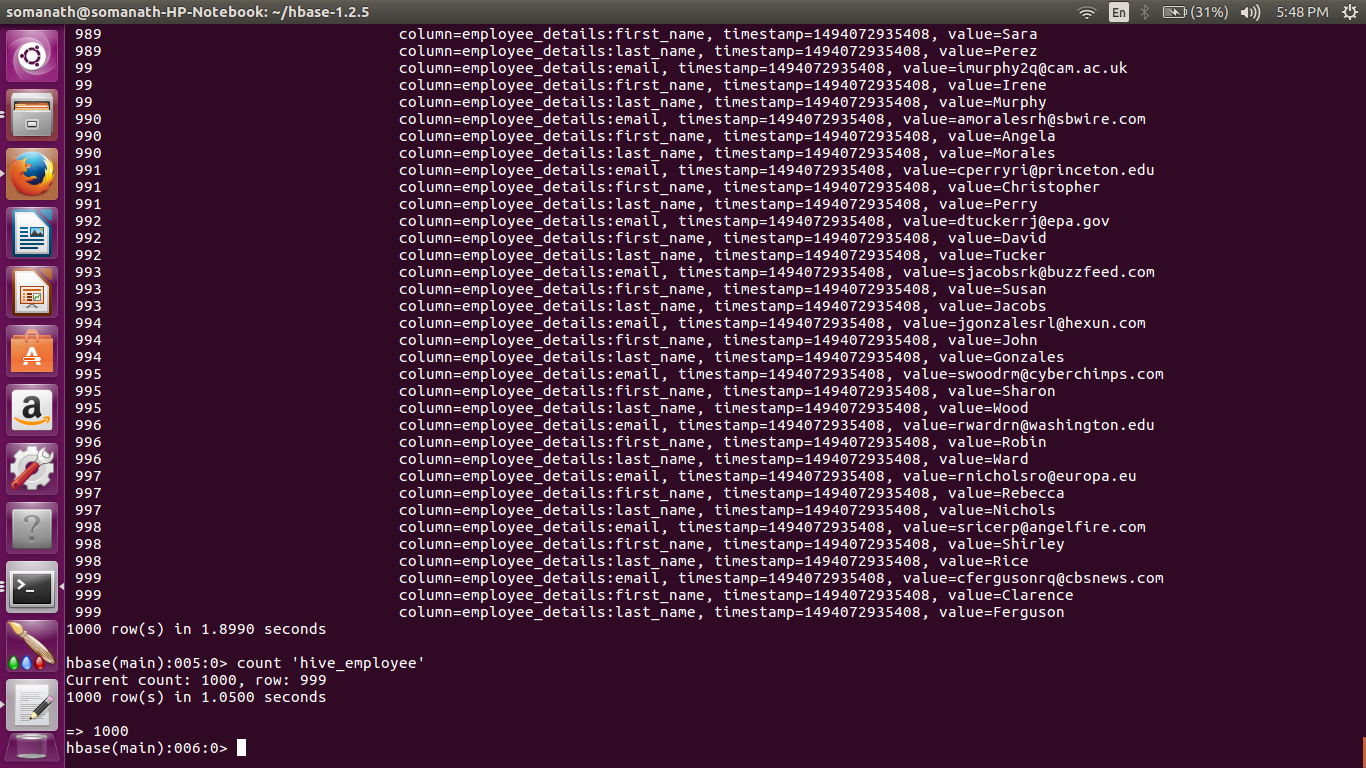 somanath@somanath-HP-Notebook: ~/hbase-1.2.5 En (31%) 5:48 PM
989 column=employee_details:first_name, timestamp=1494072935408, value=Sara
989 column=employee_details:last_name, timestamp=1494072935408, value=Perez
99 column=employee_details:email, timestamp=1494072935408, value=imurphy2q@cam.ac.uk
99 column=employee_details:first_name, timestamp=1494072935408, value=Irene
99 column=employee_details:last_name, timestamp=1494072935408, value=Murphy
990 column=employee_details:email, timestamp=1494072935408, value=amoralesrh@sbwire.com
990 column=employee_details:first_name, timestamp=1494072935408, value=Angela
990 column=employee_details:last_name, timestamp=1494072935408, value=Morales
991 column=employee_details:email, timestamp=1494072935408, value=cperryri@princeton.edu
991 column=employee_details:first_name, timestamp=1494072935408, value=Christopher
991 column=employee_details:last_name, timestamp=1494072935408, value=Perry
992 column=employee_details:email, timestamp=1494072935408, value=dtuckerrj@epa.gov
992 column=employee_details:first_name, timestamp=1494072935408, value=David
992 column=employee_details:last_name, timestamp=1494072935408, value=Tucker
993 column=employee_details:email, timestamp=1494072935408, value=sjacobsrk@buzzfeed.com
993 column=employee_details:first_name, timestamp=1494072935408, value=Susan
993 column=employee_details:last_name, timestamp=1494072935408, value=Jacobs
994 column=employee_details:email, timestamp=1494072935408, value=jgonzalesrl@hexun.com
994 column=employee_details:first_name, timestamp=1494072935408, value=John
994 column=employee_details:last_name, timestamp=1494072935408, value=Gonzales
995 column=employee_details:email, timestamp=1494072935408, value=swoodrm@cyberchimps.com
995 column=employee_details:first_name, timestamp=1494072935408, value=Sharon
995 column=employee_details:last_name, timestamp=1494072935408, value=Wood
996 column=employee_details:email, timestamp=1494072935408, value=rwardrn@washington.edu
996 column=employee_details:first_name, timestamp=1494072935408, value=Robin
996 column=employee_details:last_name, timestamp=1494072935408, value=Ward
997 column=employee_details:email, timestamp=1494072935408, value=rnicholsro@europa.eu
997 column=employee_details:first_name, timestamp=1494072935408, value=Rebecca
997 column=employee_details:last_name, timestamp=1494072935408, value=Nichols
998 column=employee_details:email, timestamp=1494072935408, value=sricerp@angelfire.com
998 column=employee_details:first_name, timestamp=1494072935408, value=Shirley
998 column=employee_details:last_name, timestamp=1494072935408, value=Rice
999 column=employee_details:email, timestamp=1494072935408, value=cfergusonrq@cbsnews.com
999 column=employee_details:first_name, timestamp=1494072935408, value=Clarence
999 column=employee_details:last_name, timestamp=1494072935408, value=Ferguson
1000 row(s) in 1.8990 seconds
hbase(main):005:0> count 'hive_employee'
Current count: 1000, row: 999
1000 row(s) in 1.0500 seconds
=> 1000
hbase(main):006:0>